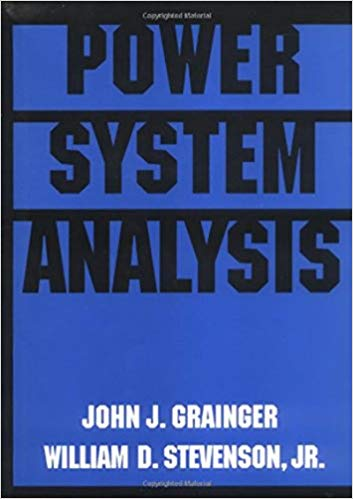 POWER
SYSTEM
ANALYSIS
JOHN J. GRAINGER
WILLIAM D. STEVENSON, JR.